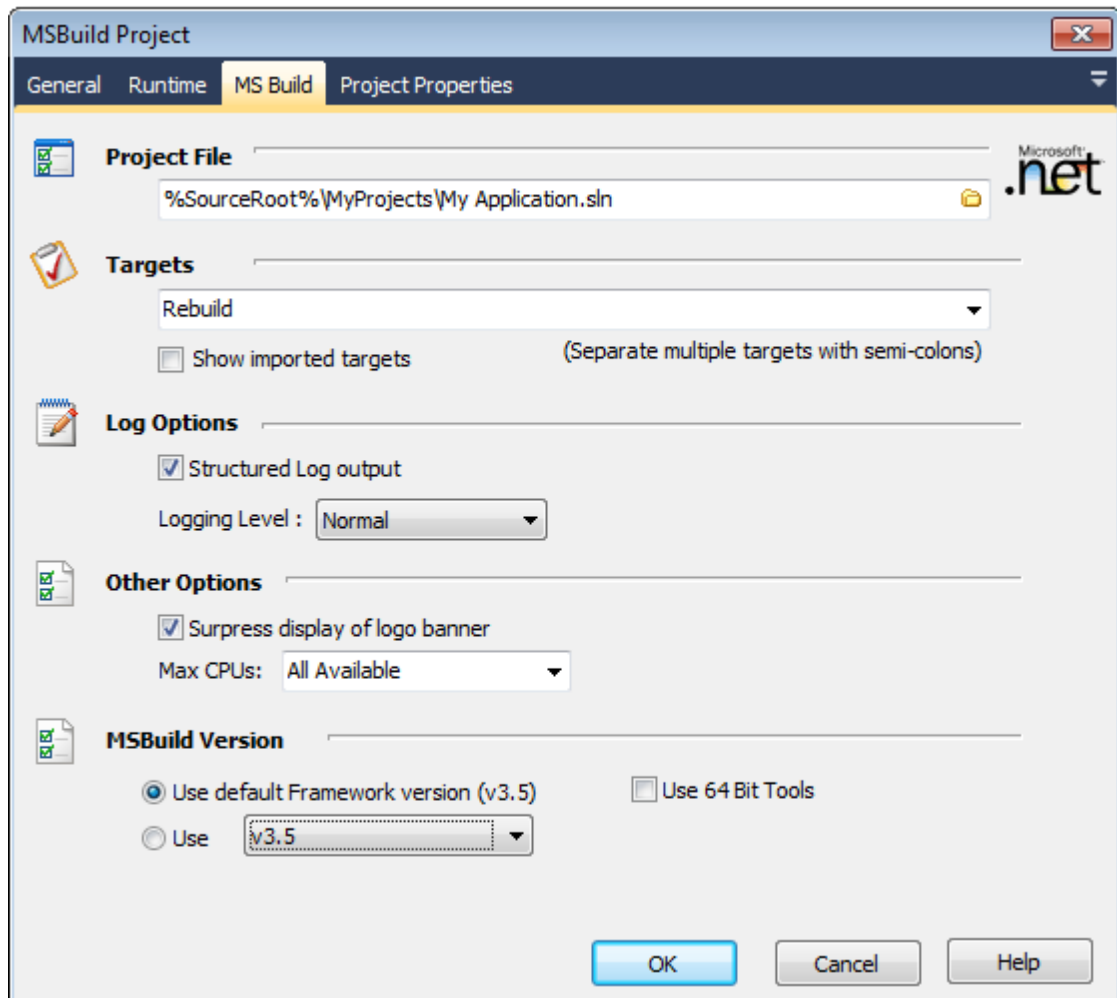 MSBuild Project
General Runtime MS Build Project Properties
Project File
Microsoft
.net
%SourceRoot%\MyProjects\My Application.sln
Targets
Rebuild
Show imported targets (Separate multiple targets with semi-colons)
Log Options
Structured Log output
Logging Level : Normal
Other Options
Surpress display of logo banner
Max CPUs: All Available
MSBuild Version
Use default Framework version (v3.5) Use 64 Bit Tools
Use v3.5
OK Cancel Help